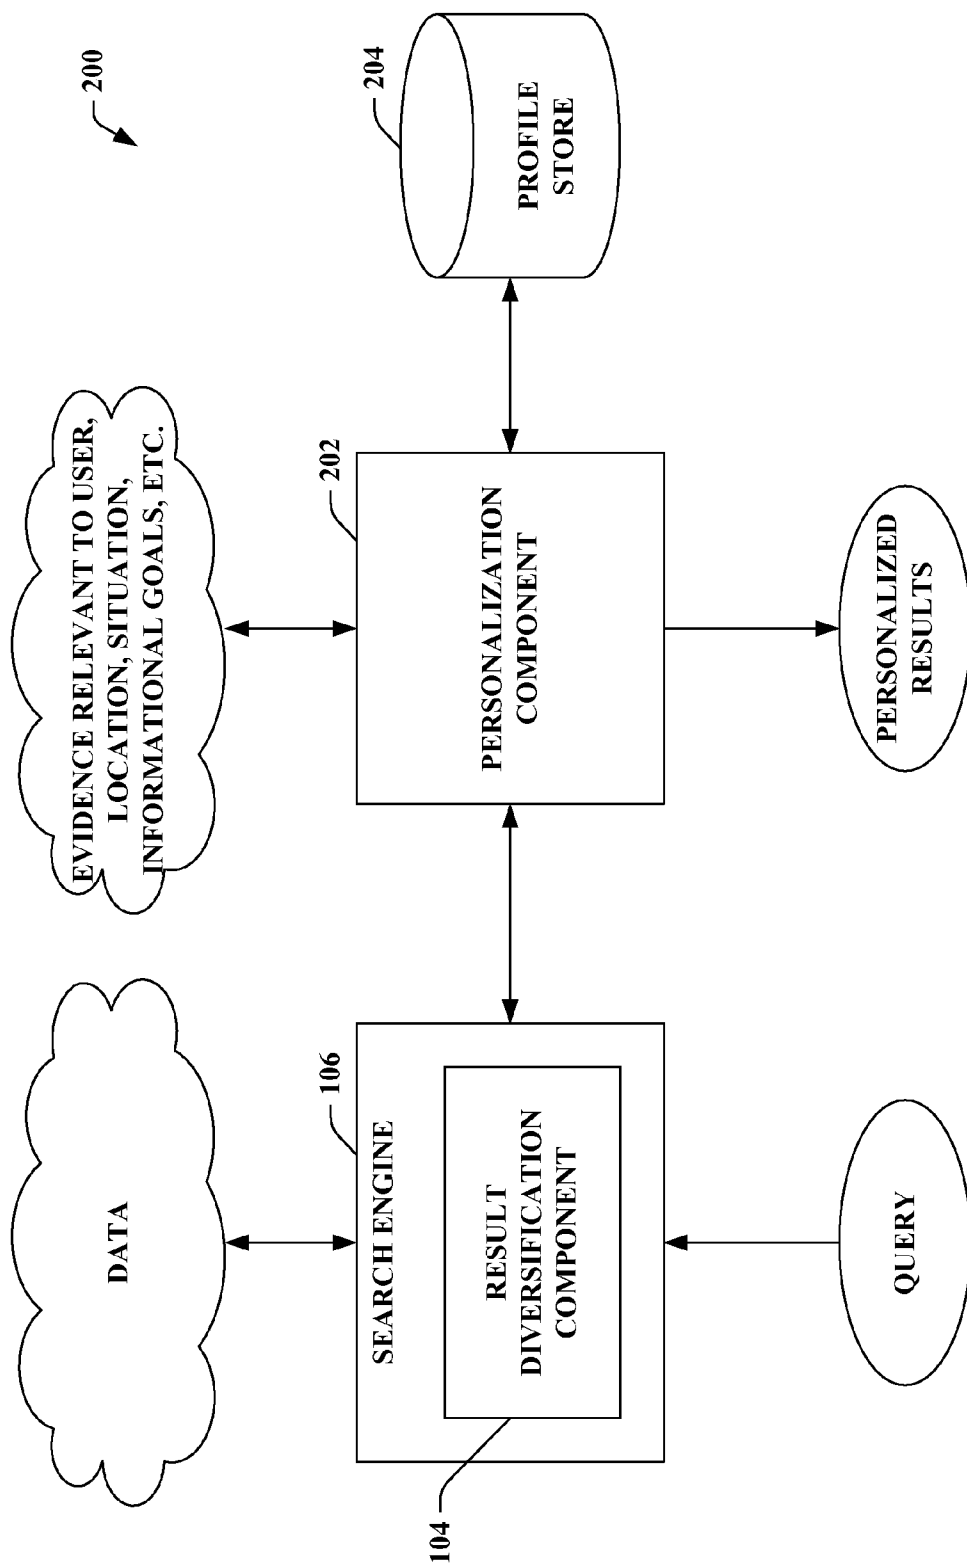 200
DATA
EVIDENCE RELEVANT TO USER,
LOCATION, SITUATION,
INFORMATIONAL GOALS, ETC.
106
202
204
SEARCH ENGINE
RESULT
DIVERSIFICATION
COMPONENT
104
PERSONALIZATION
COMPONENT
PROFILE
STORE
QUERY
PERSONALIZED
RESULTS